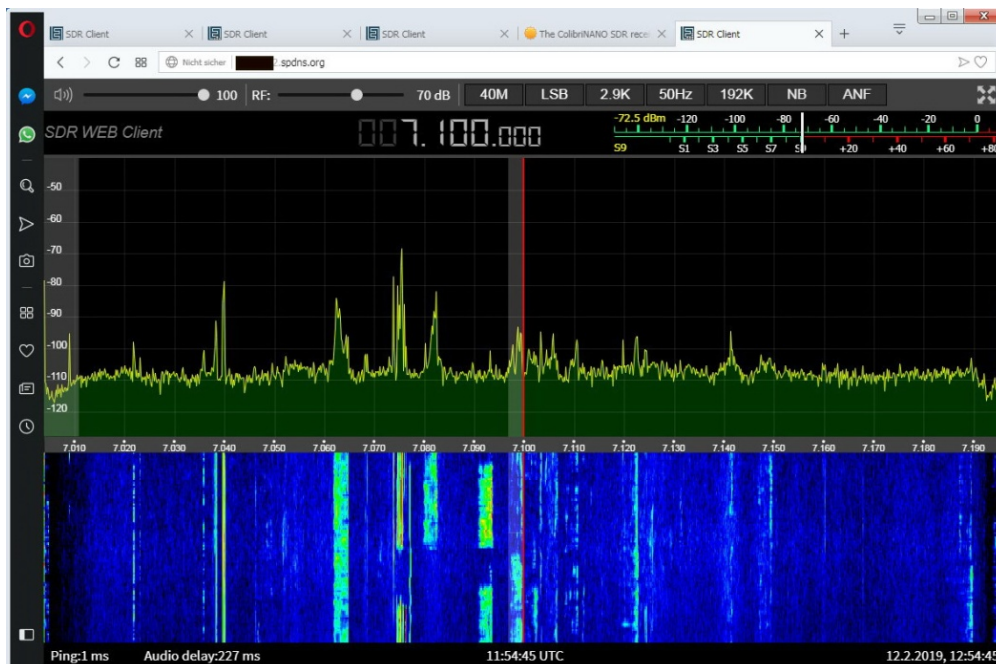 SDR Client SDR Client SDR Client The ColibriNANO SDR rece SDR Client
Nicht sicher 2.spdns.org
100 RF: 70 dB 40M LSB 2.9K 50Hz 192K NB ANF
SDR WEB Client 007.100.000
-72.5 dBm -120 -100 -80 -60 -40 -20 0
S9 S1 S3 S5 S7 +20 +40 +60 +80
-50
-60
-70
-80
-90
-100
-110
-120
7.010 7.020 7.030 7.040 7.050 7.060 7.070 7.080 7.090 7.100 7.110 7.120 7.130 7.140 7.150 7.160 7.170 7.180 7.190
Ping:1 ms Audio delay:227 ms 11:54:45 UTC 12.2.2019, 12:54:45